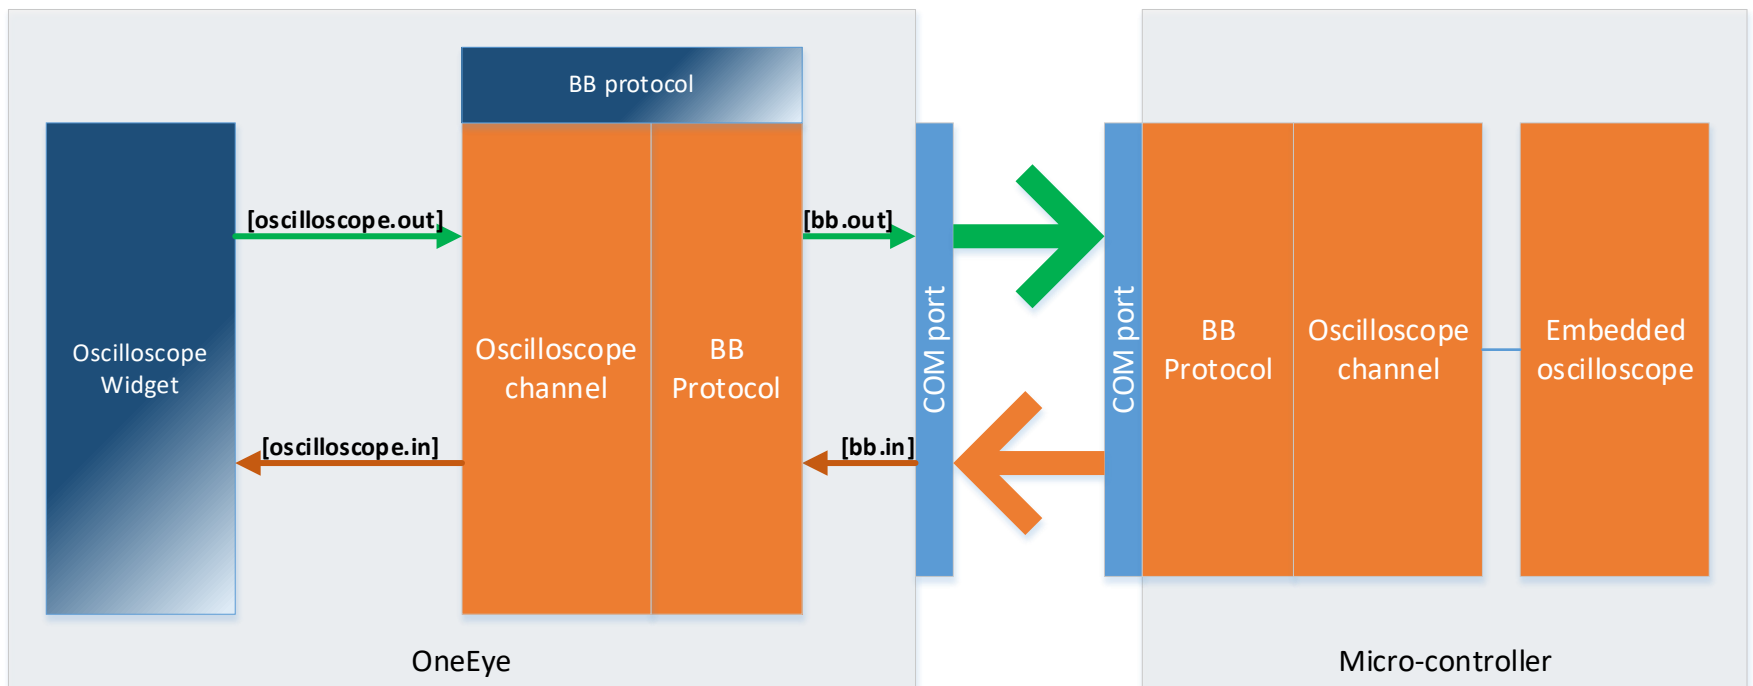 BB protocol
Oscilloscope
Widget
[oscilloscope.out]
[oscilloscope.in]
Oscilloscope
channel
BB
Protocol
[bb.out]
[bb.in]
COM port
COM port
BB
Protocol
Oscilloscope
channel
Embedded
oscilloscope
OneEye
Micro-controller